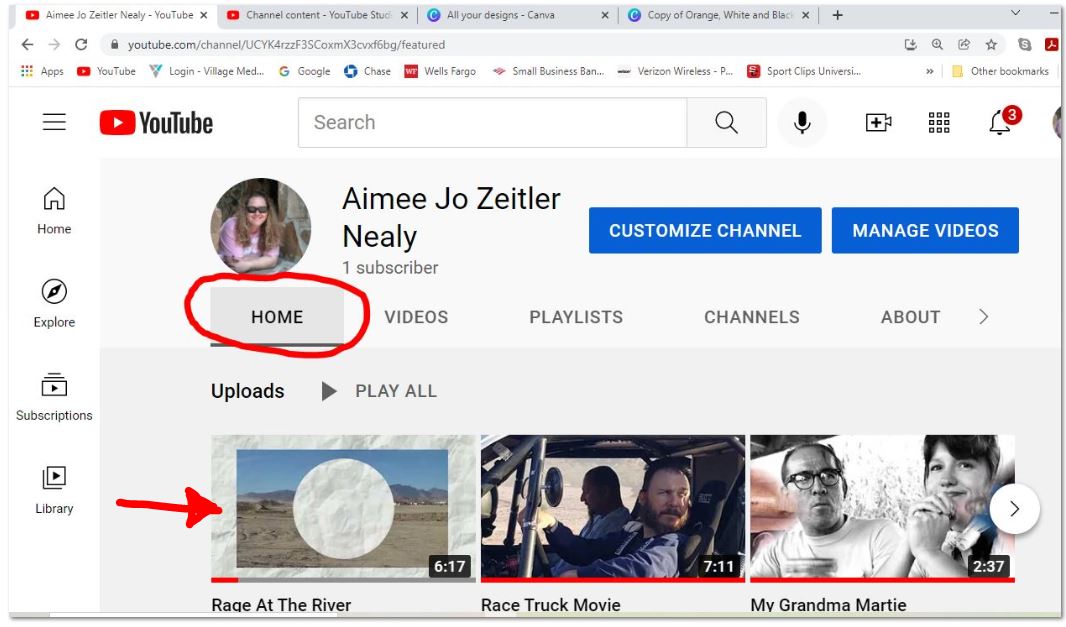 Aimee Jo Zeitler Nealy - YouTube
Channel content - YouTube Studi
All your designs - Canva
Copy of Orange, White and Black
youtube.com/channel/UCYK4rzzF3SCoxmX3cvxf6bg/featured
Apps YouTube Login - Village Med... Google Chase WF Wells Fargo Small Business Ban... Verizon Wireless - P... Sport Clips Universi... » Other bookmarks
YouTube
Search
3
Home
Explore
Subscriptions
Library
Aimee Jo Zeitler
Nealy
1 subscriber
CUSTOMIZE CHANNEL
MANAGE VIDEOS
HOME VIDEOS PLAYLISTS CHANNELS ABOUT
Uploads PLAY ALL
6:17
7:11
2:37
Rage At The River
Race Truck Movie
My Grandma Martie